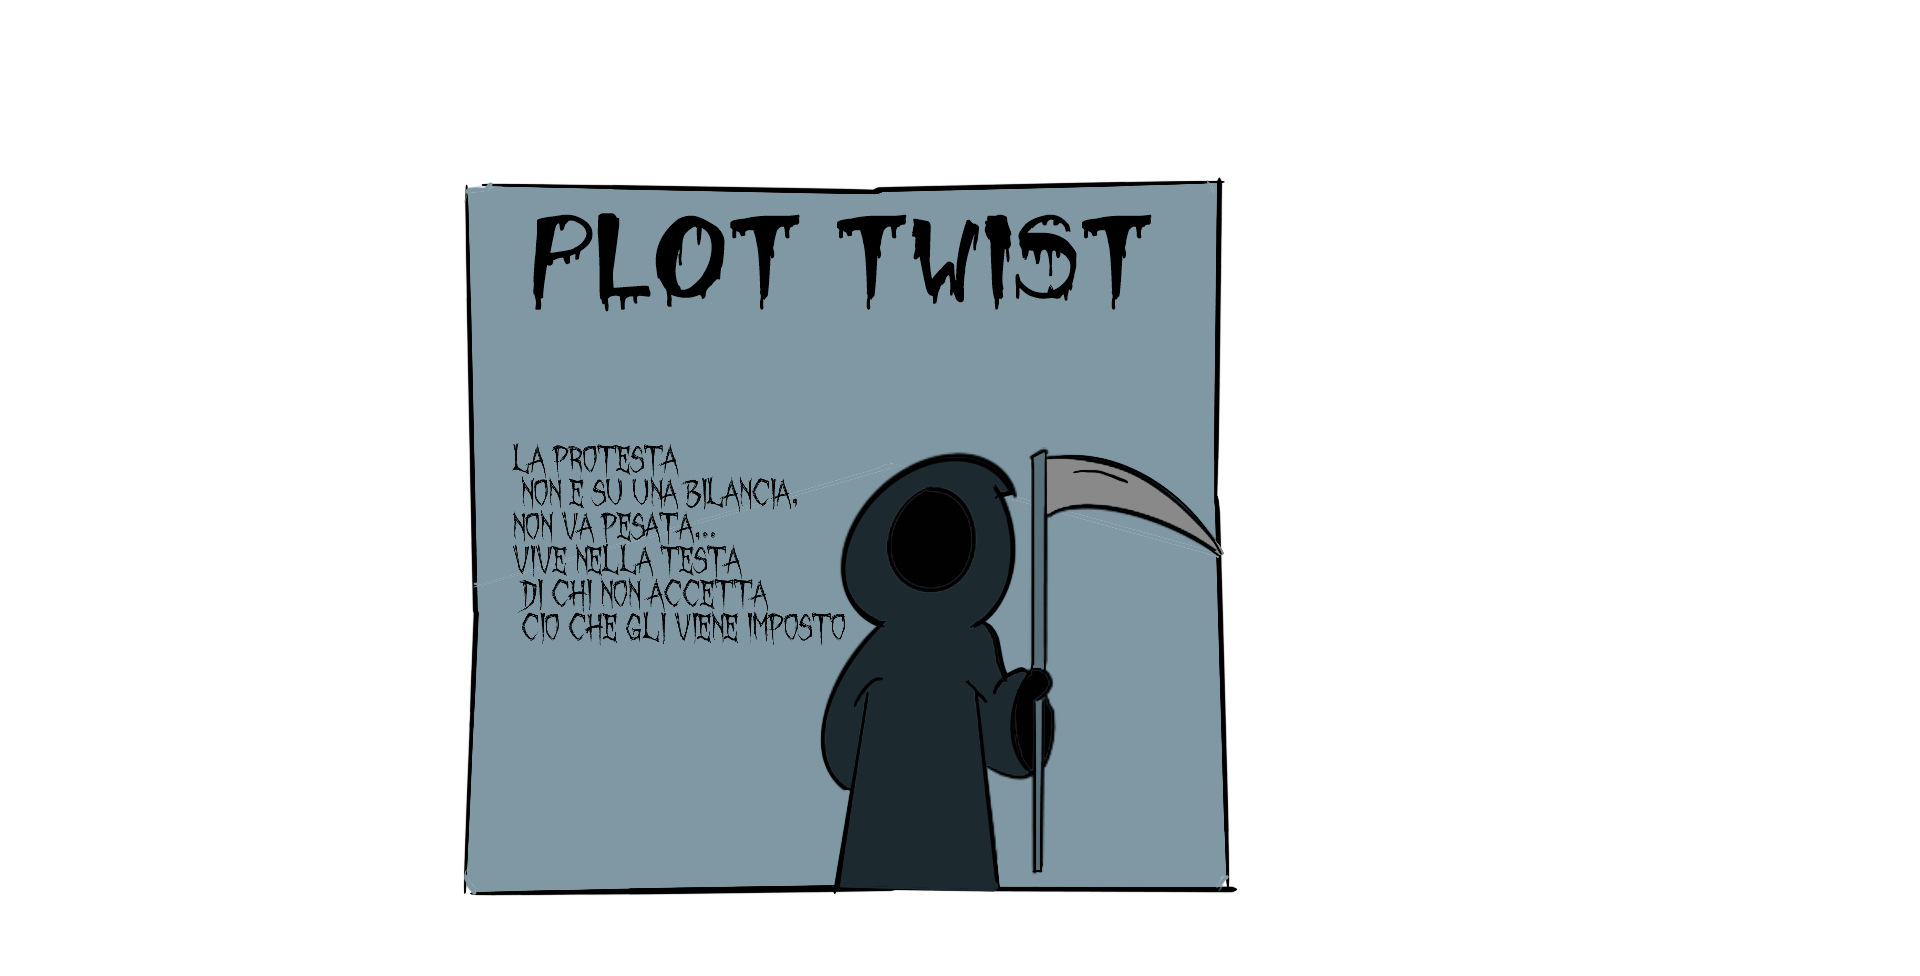 PLOT TWIST
LA PROTESTA
NON E SU UNA BILANCIA,
NON VA PESATA...
VIVE NELLA TESTA
DI CHI NON ACCETTA
CIO CHE GLI VIENE IMPOSTO